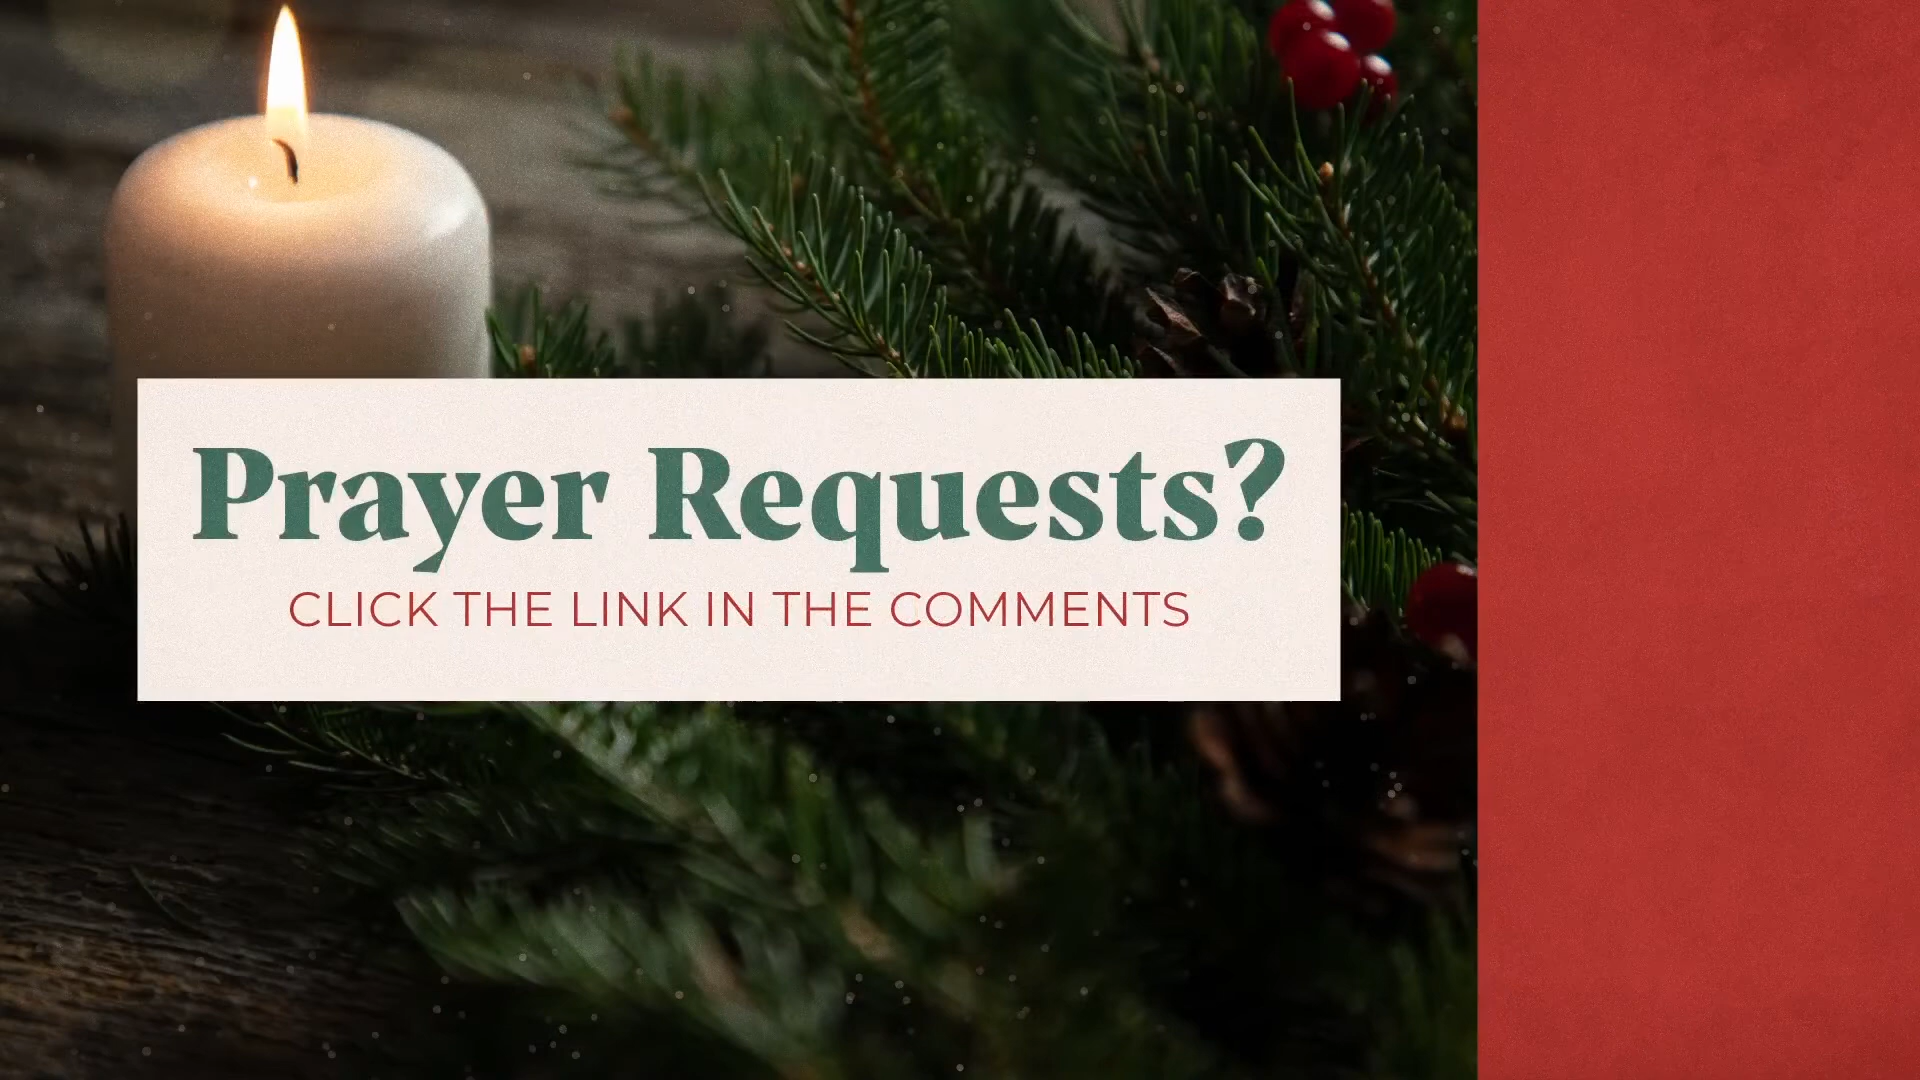 Prayer Requests?
CLICK THE LINK IN THE COMMENTS